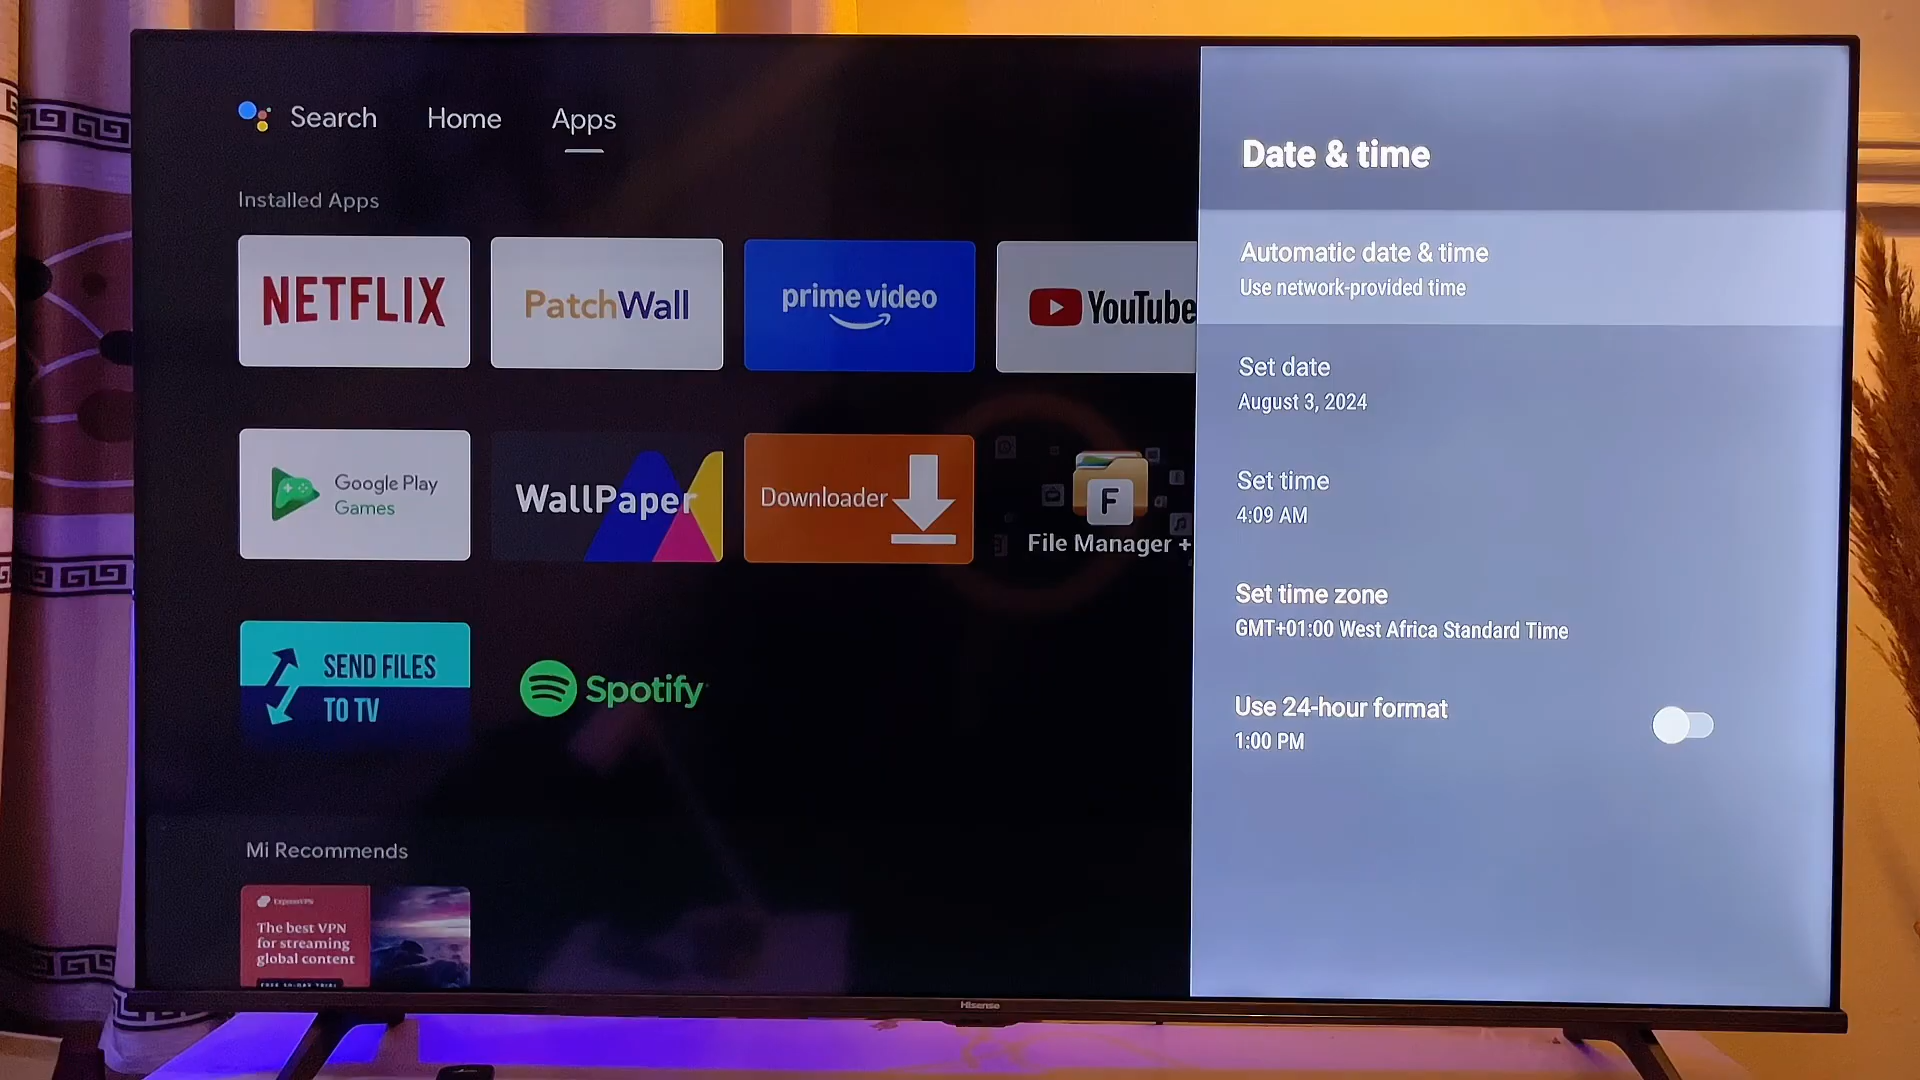 Search Home Apps
Installed Apps
NETFLIX
PatchWall
prime video
YouTube
Google Play
Games
WallPaper
Downloader
F
File Manager +
SEND FILES
TO TV
Spotify
Mi Recommends
ExpressVPN
The best VPN
for streaming
global content
Date & time
Automatic date & time
Use network-provided time
Set date
August 3, 2024
Set time
4:09 AM
Set time zone
GMT+01:00 West Africa Standard Time
Use 24-hour format
1:00 PM
Hisense